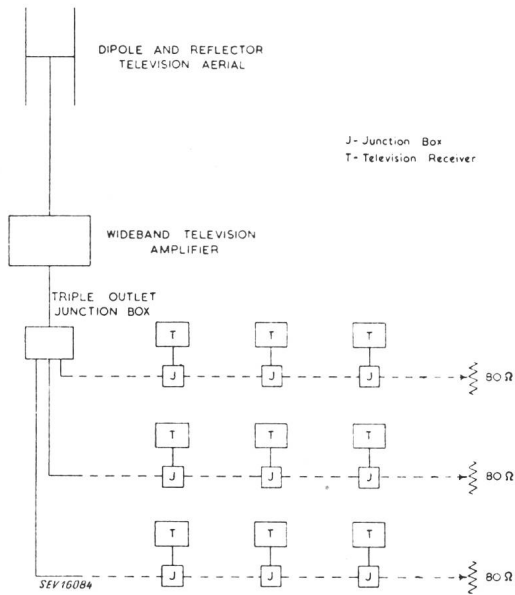 DIPOLE AND REFLECTOR
TELEVISION AERIAL
J-Junction Box
T-Television Receiver
WIDEBAND TELEVISION
AMPLIFIER
TRIPLE OUTLET
JUNCTION BOX
T T T
J J J 80 Ω
T T T
J J J 80 Ω
T T T
J J J 80 Ω
SEV16084